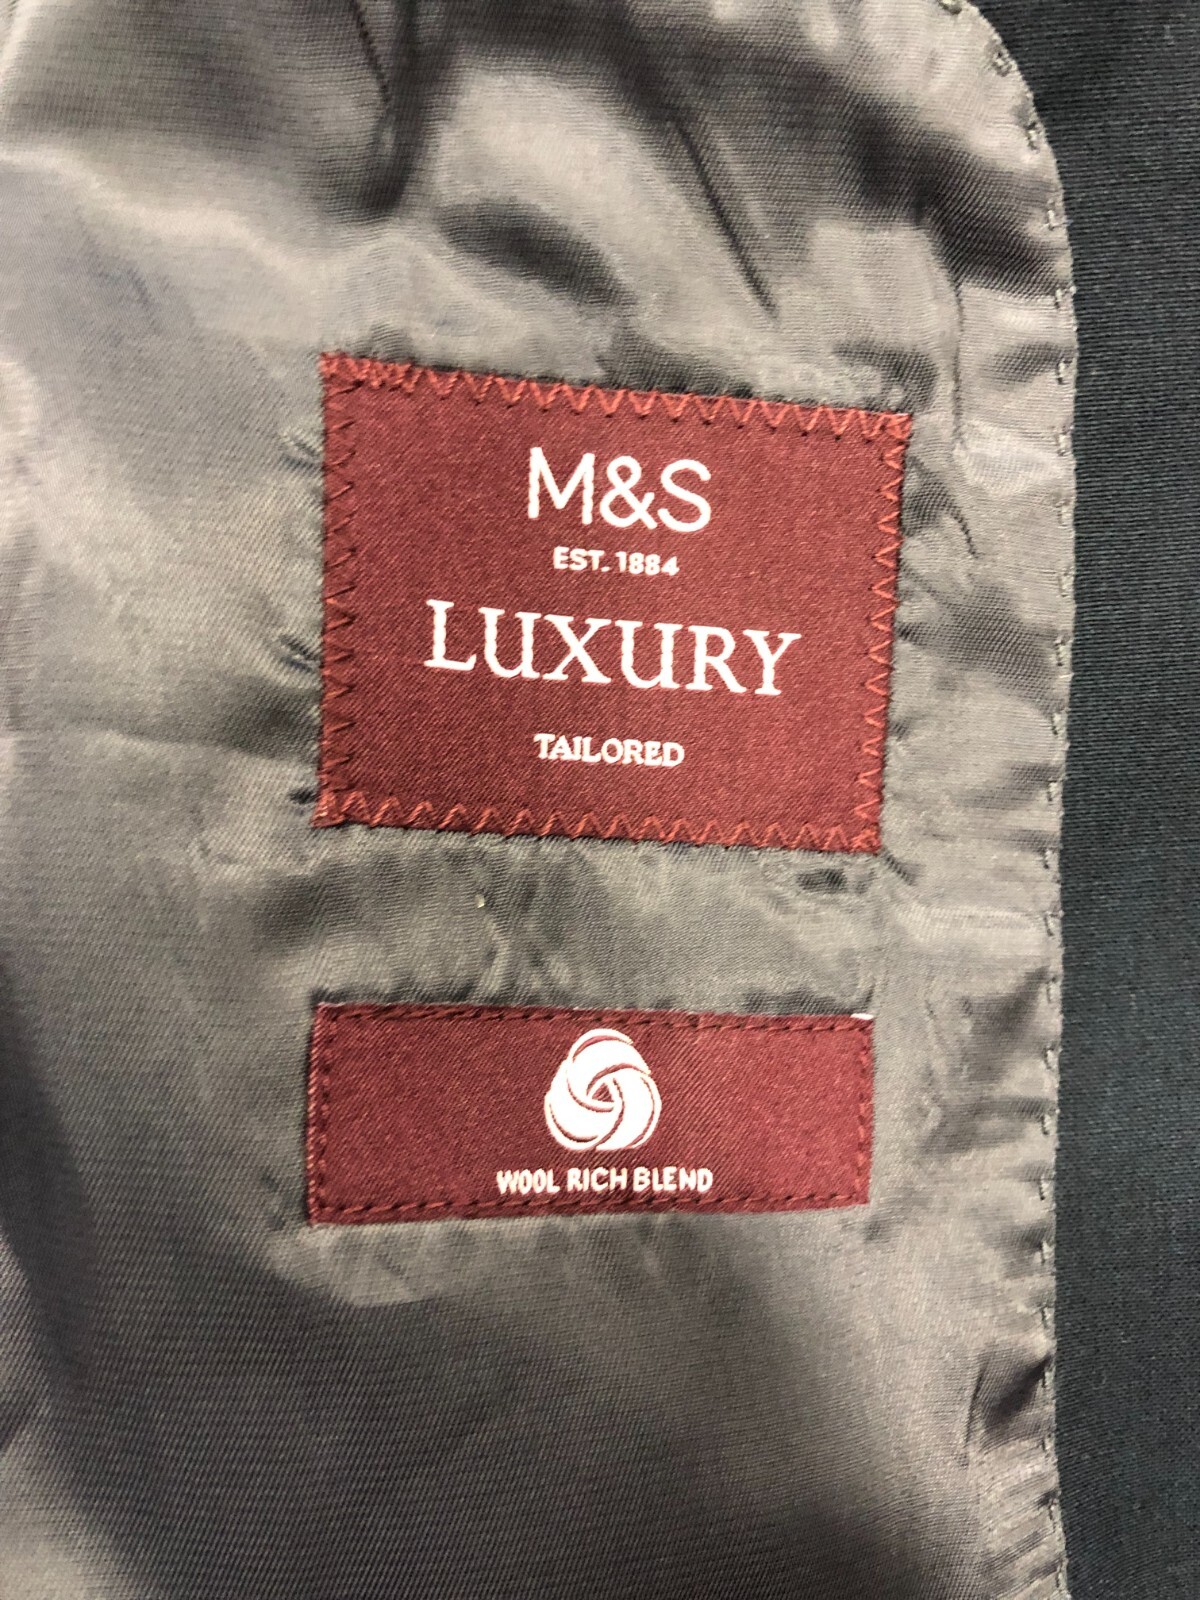 M&S
EST. 1884
LUXURY
TAILORED
WOOL RICH BLEND